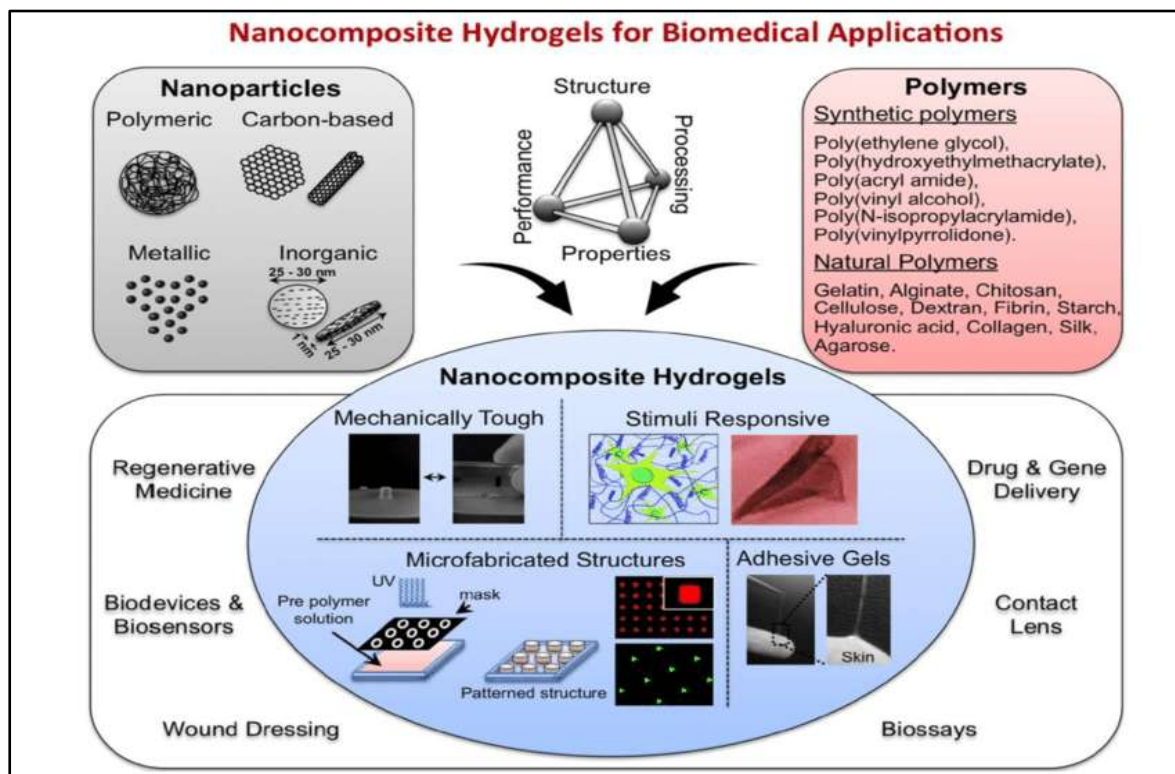 Nanocomposite Hydrogels for Biomedical Applications
Nanoparticles
Polymeric
Carbon-based
Metallic
Inorganic
25 - 30 nm
1 nm
25 - 30 nm
Structure
Performance
Processing
Properties
Polymers
Synthetic polymers
Poly(ethylene glycol),
Poly(hydroxyethylmethacrylate),
Poly(acryl amide),
Poly(vinyl alcohol),
Poly(N-isopropylacrylamide),
Poly(vinylpyrrolidone).
Natural Polymers
Gelatin, Alginate, Chitosan,
Cellulose, Dextran, Fibrin, Starch,
Hyaluronic acid, Collagen, Silk,
Agarose.
Nanocomposite Hydrogels
Mechanically Tough
Stimuli Responsive
Microfabricated Structures
UV
mask
Pre polymer
solution
Patterned structure
Adhesive Gels
Skin
Regenerative
Medicine
Biodevices &
Biosensors
Wound Dressing
Drug & Gene
Delivery
Contact
Lens
Biossays